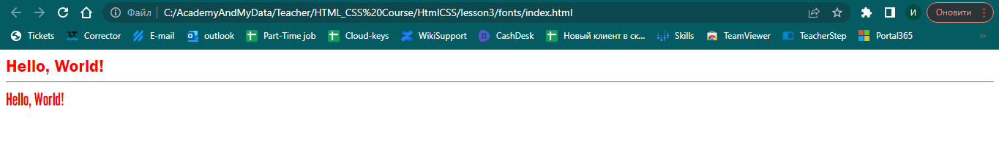 Файл C:/AcademyAndMyData/Teacher/HTML_CSS%20Course/HtmlCSS/lesson3/fonts/index.html И Оновити
Tickets LT Corrector E-mail outlook Part-Time job Cloud-keys WikiSupport CashDesk Новый клиент в ск... Skills TeamViewer TeacherStep Portal365 »
Hello, World!
Hello, World!